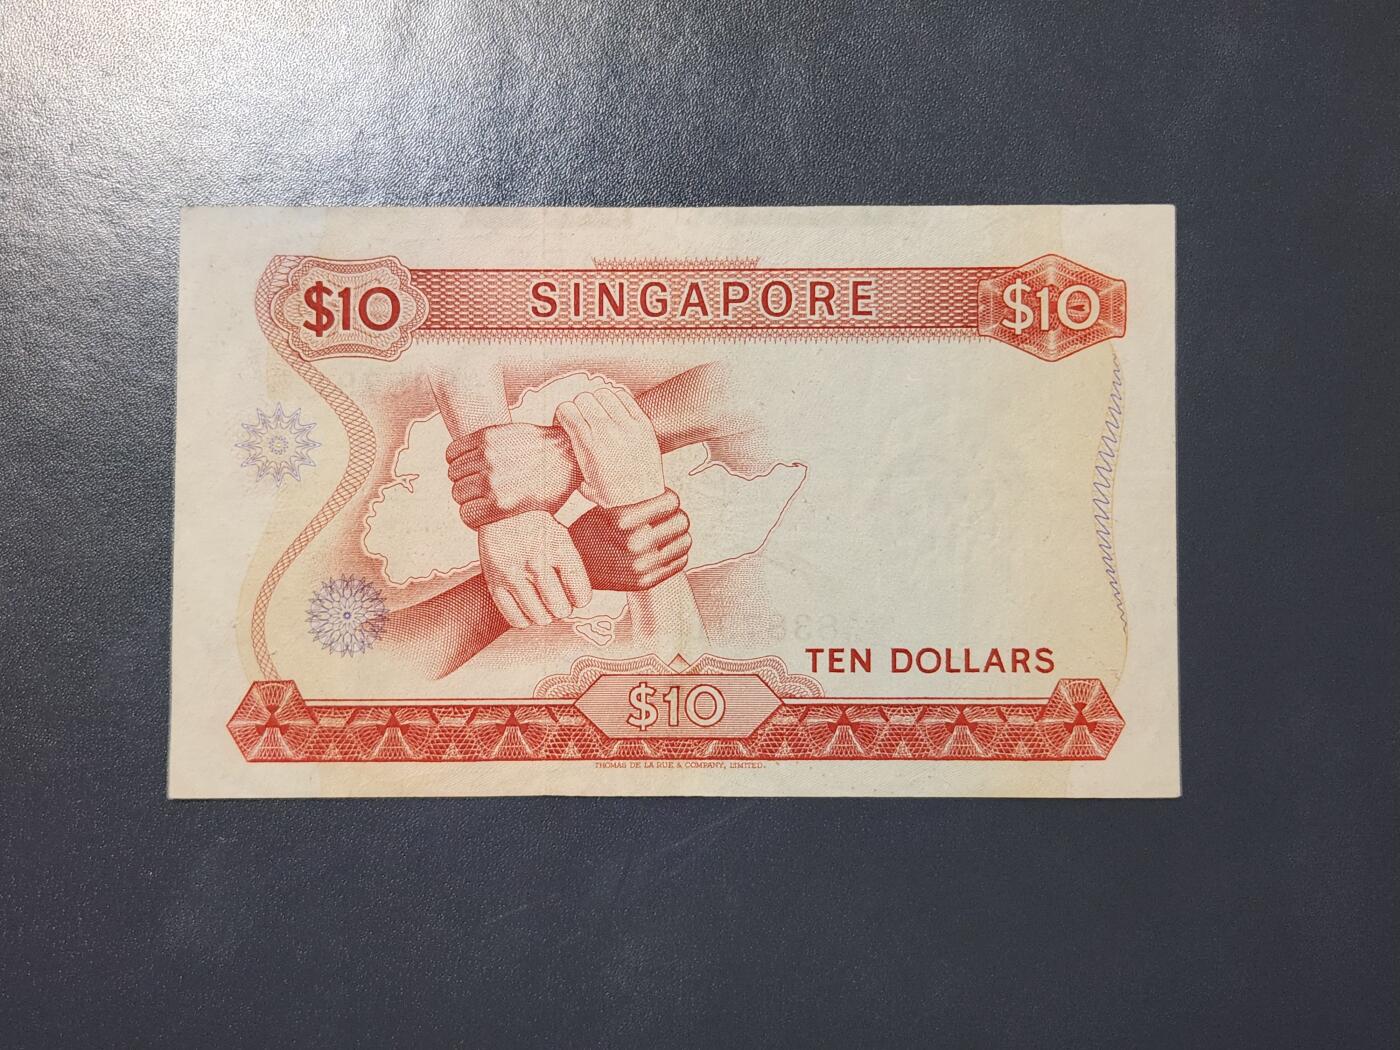 $10 SINGAPORE $10
TEN DOLLARS
$10
THOMAS DE LA RUE & COMPANY, LIMITED.